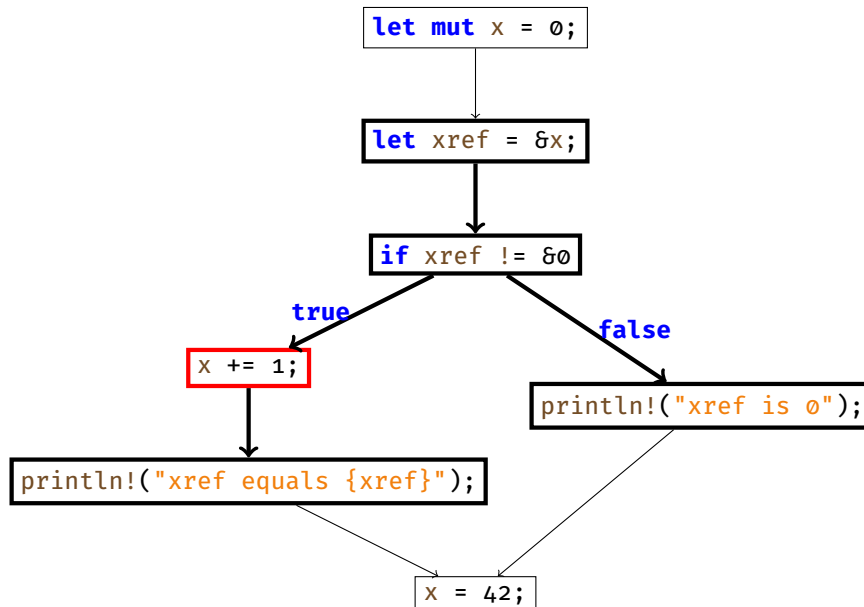 let mut x = 0;
let xref = &x;
if xref != &0
true
false
x += 1;
println!("xref is 0");
println!("xref equals {xref}");
x = 42;